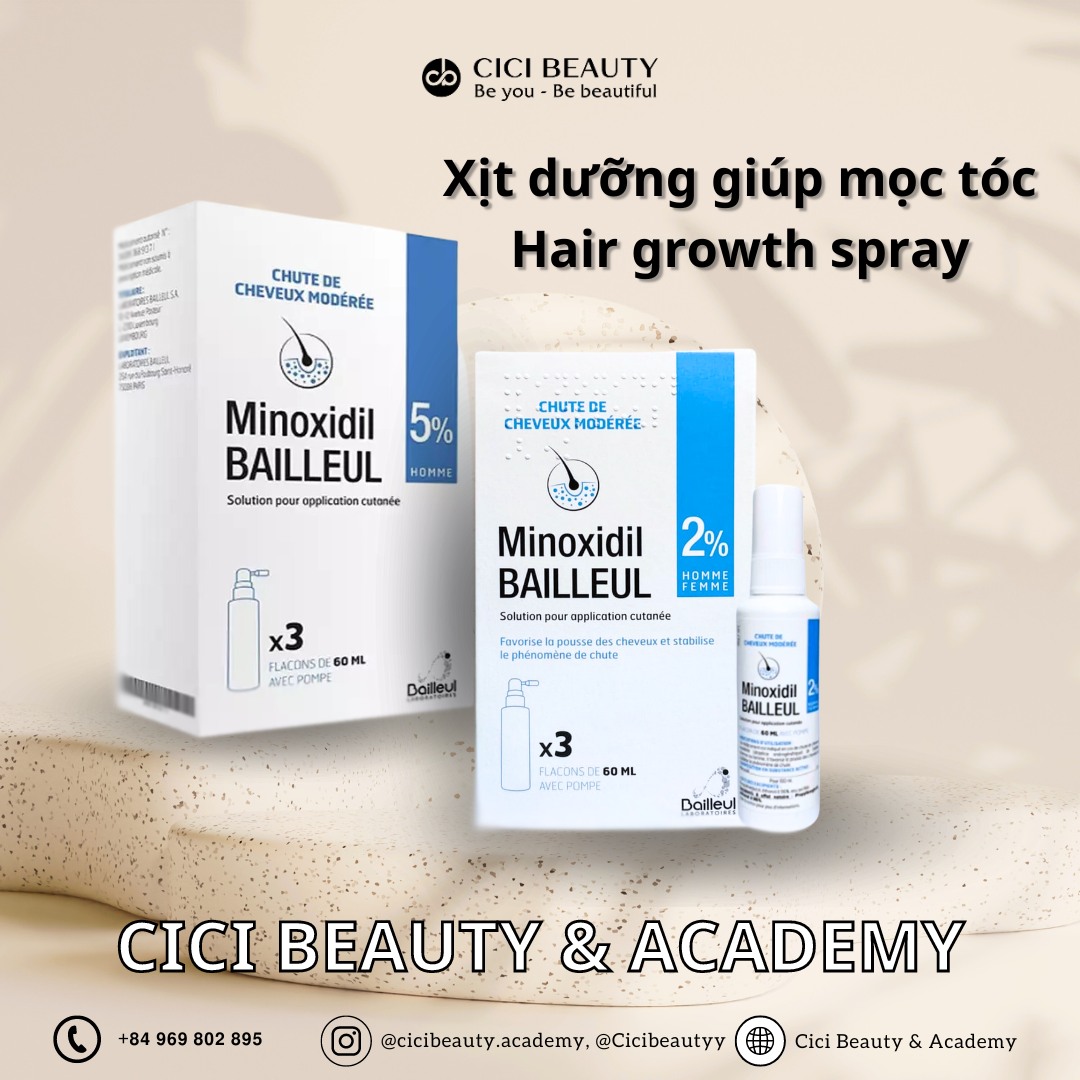 CICI BEAUTY
Be you - Be beautiful
Xịt dưỡng giúp mọc tóc
Hair growth spray
CHUTE DE
CHEVEUX MODÉRÉE
Minoxidil
BAILLEUL
5%
HOMME
Solution pour application cutanée
x3
FLACONS DE 60 ML
AVEC POMPE
Bailleul
LABORATOIRES
CHUTE DE
CHEVEUX MODÉRÉE
Minoxidil
BAILLEUL
2%
HOMME
FEMME
Solution pour application cutanée
Favorise la pousse des cheveux et stabilise
le phénomène de chute
x3
FLACONS DE 60 ML
AVEC POMPE
Bailleul
LABORATOIRES
CHUTE DE
CHEVEUX MODÉRÉE
Minoxidil
BAILLEUL
2%
CICI BEAUTY & ACADEMY
+84 969 802 895
@cicibeauty.academy, @Cicibeautyy
Cici Beauty & Academy